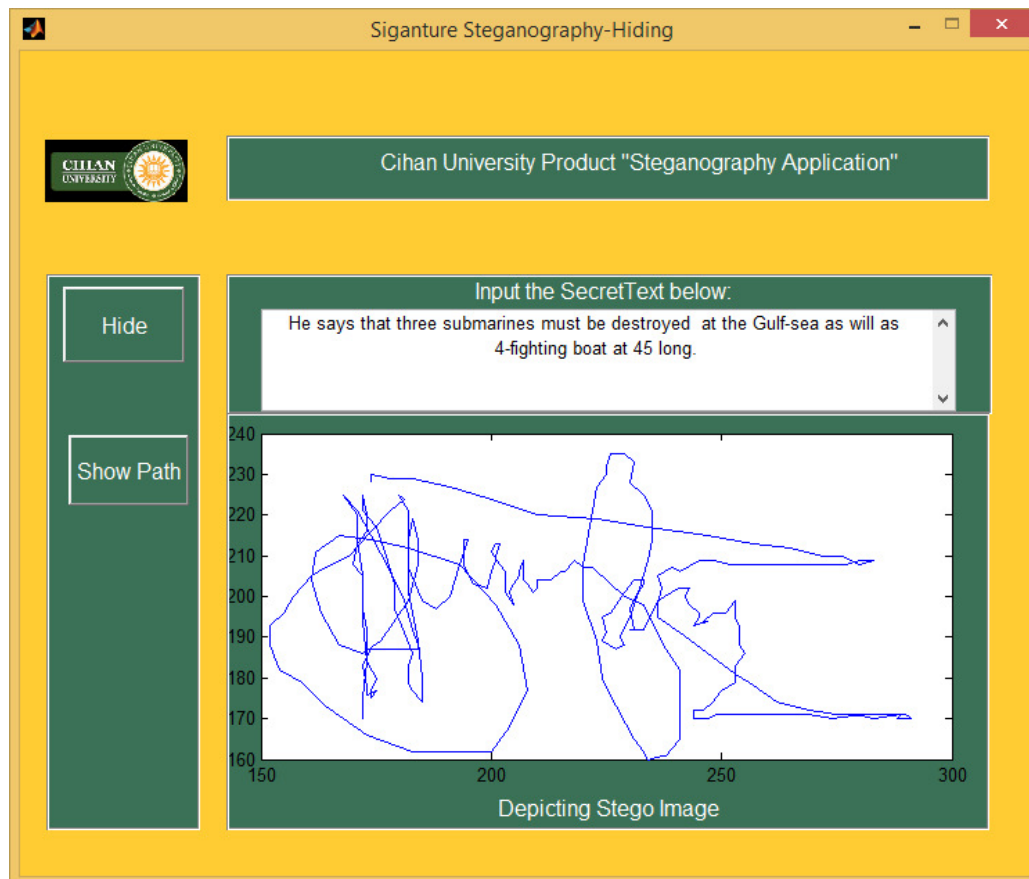 Siganture Steganography-Hiding
CIHAN
UNIVERSITY
Cihan University Product "Steganography Application"
Hide
Show Path
Input the SecretText below:
He says that three submarines must be destroyed  at the Gulf-sea as will as
4-fighting boat at 45 long.
240
230
220
210
200
190
180
170
160
150 200 250 300
Depicting Stego Image